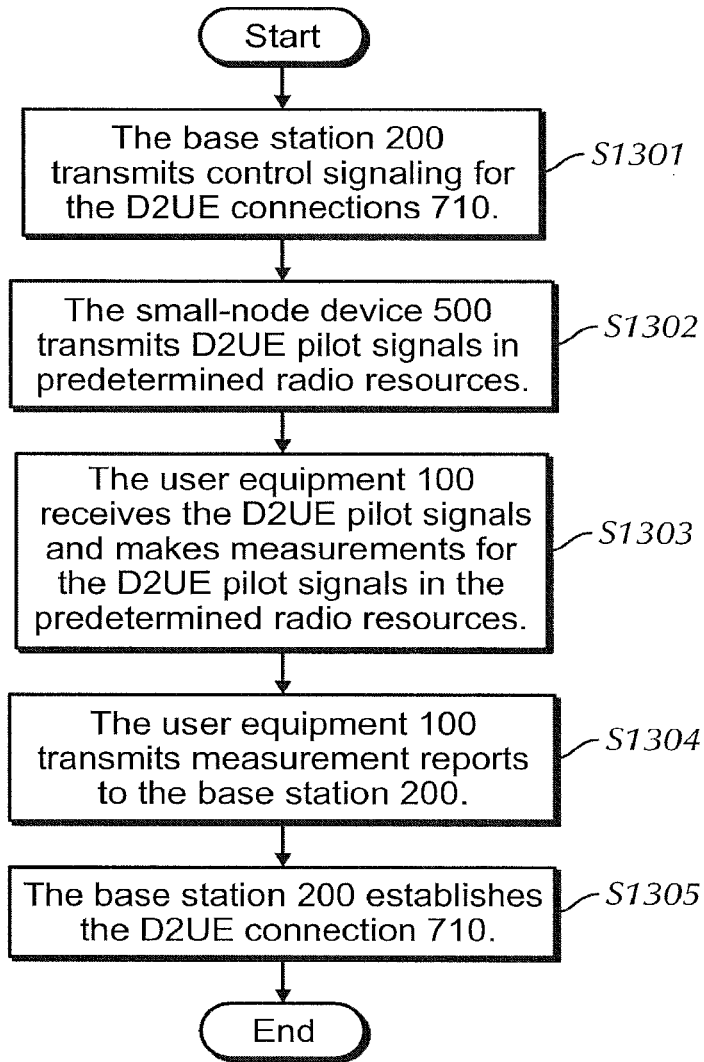 Start
The base station 200
transmits control signaling for
the D2UE connections 710.
S1301
The small-node device 500
transmits D2UE pilot signals in
predetermined radio resources.
S1302
The user equipment 100
receives the D2UE pilot signals
and makes measurements for
the D2UE pilot signals in the
predetermined radio resources.
S1303
The user equipment 100
transmits measurement reports
to the base station 200.
S1304
The base station 200 establishes
the D2UE connection 710.
S1305
End